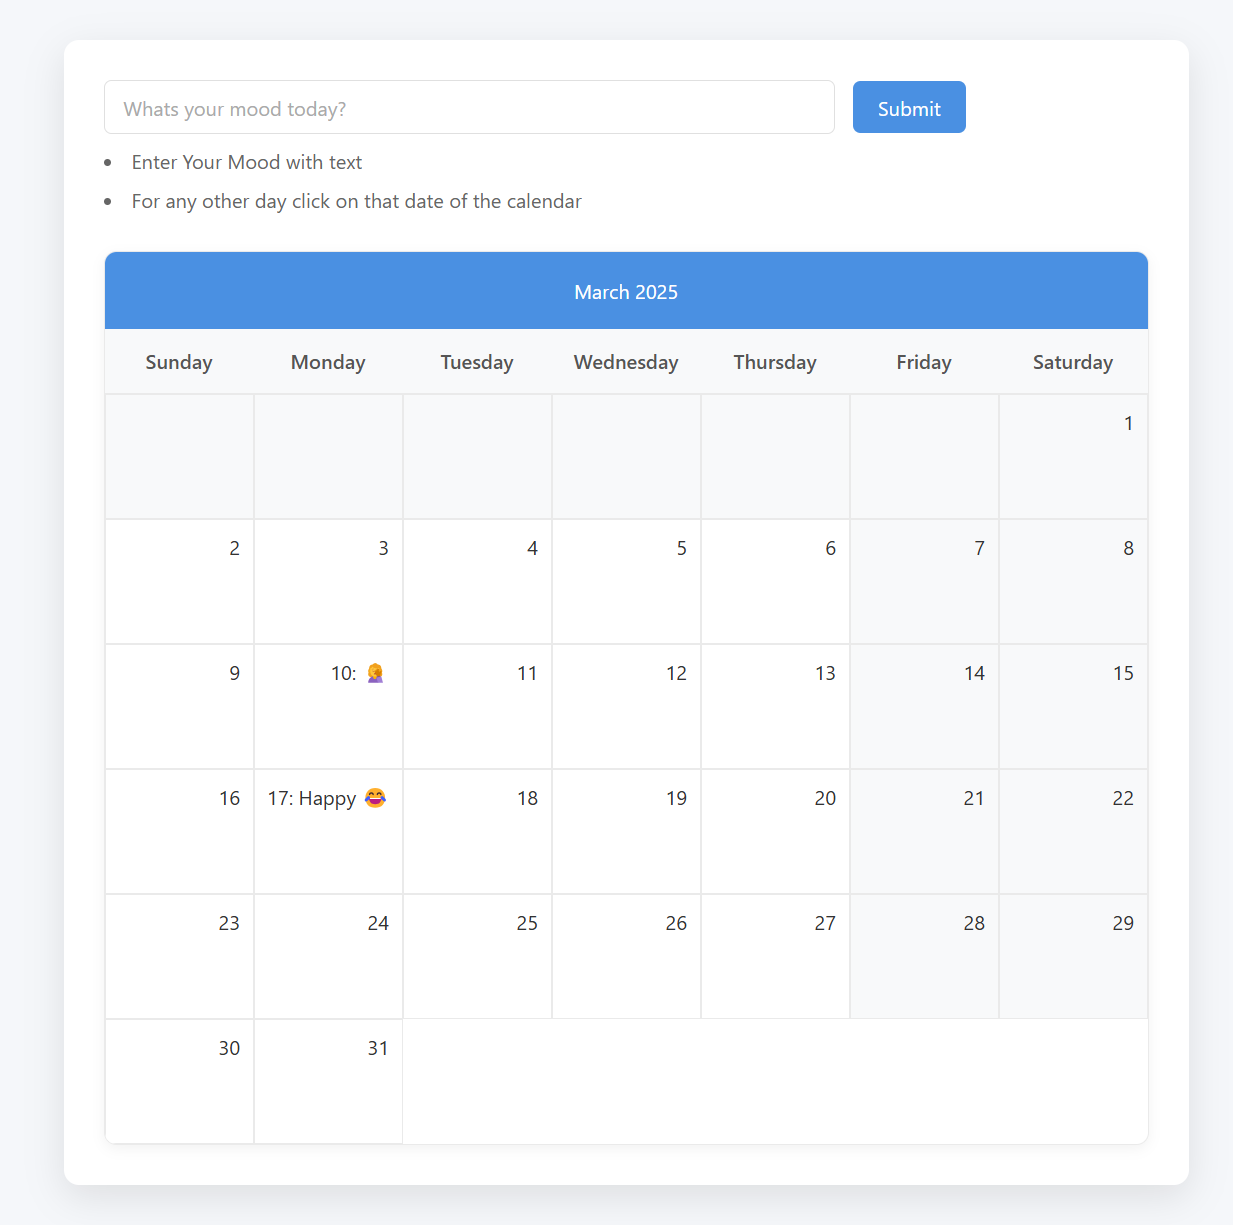 Whats your mood today?
Submit
Enter Your Mood with text
For any other day click on that date of the calendar
March 2025
Sunday Monday Tuesday Wednesday Thursday Friday Saturday
1
2 3 4 5 6 7 8
9 10: 🤦‍♀️ 11 12 13 14 15
16 17: Happy 😂 18 19 20 21 22
23 24 25 26 27 28 29
30 31